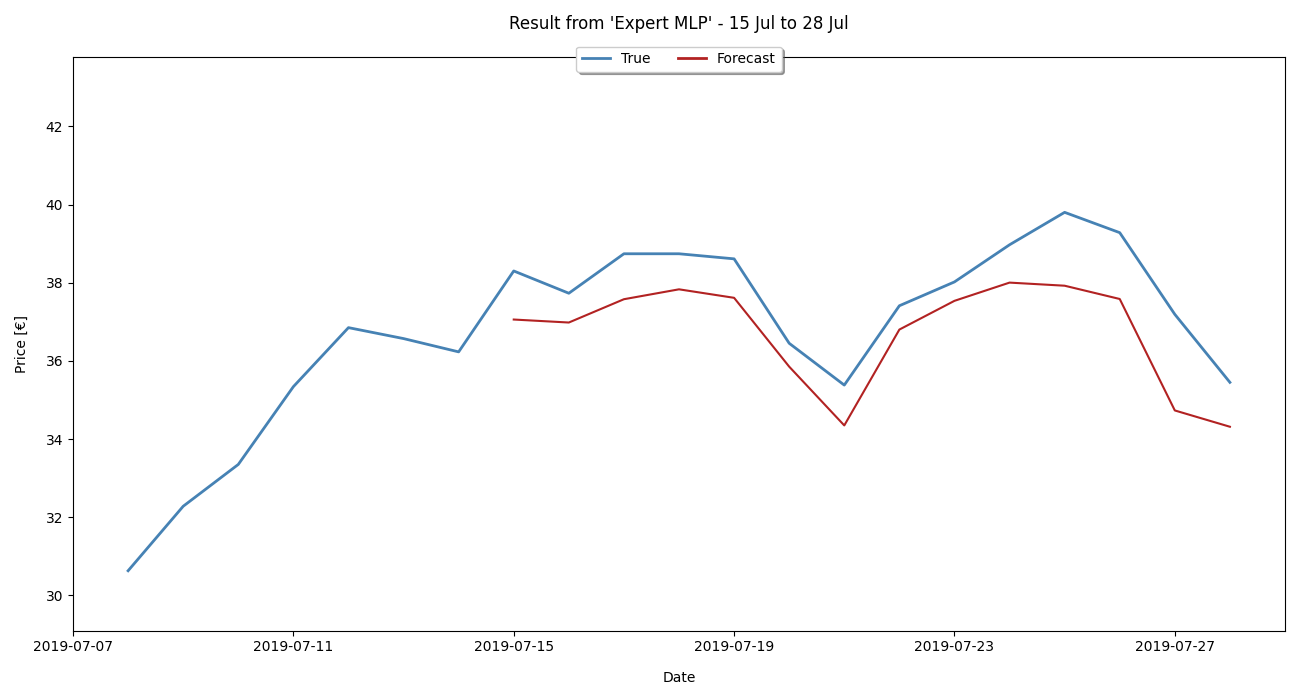 Result from 'Expert MLP' - 15 Jul to 28 Jul
True Forecast
42
40
38
36
34
32
30
Price [€]
2019-07-07 2019-07-11 2019-07-15 2019-07-19 2019-07-23 2019-07-27
Date